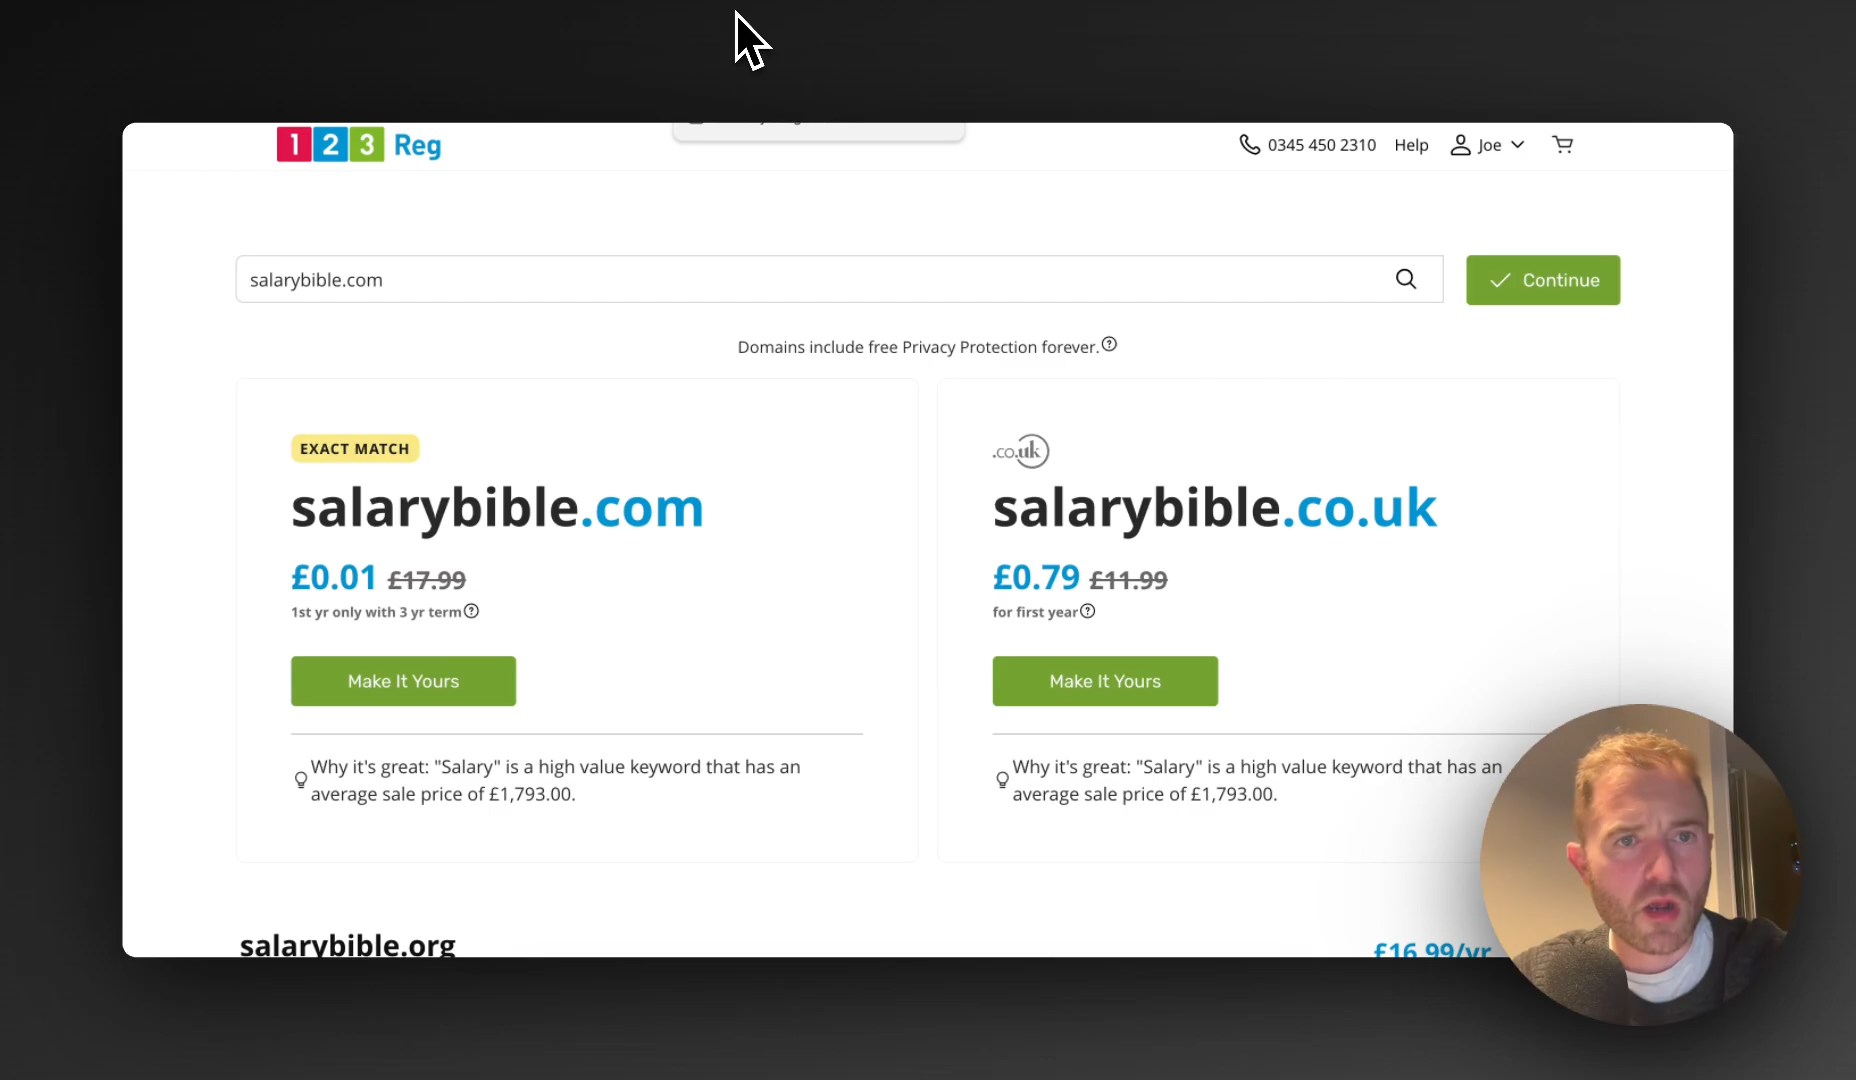 1 2 3 Reg
0345 450 2310 Help Joe
salarybible.com
Continue
Domains include free Privacy Protection forever.
EXACT MATCH
salarybible.com
£0.01 £17.99
1st yr only with 3 yr term
Make It Yours
Why it's great: "Salary" is a high value keyword that has an
average sale price of £1,793.00.
.co.uk
salarybible.co.uk
£0.79 £11.99
for first year
Make It Yours
Why it's great: "Salary" is a high value keyword that has an
average sale price of £1,793.00.
salarybible.org
£16.99/yr